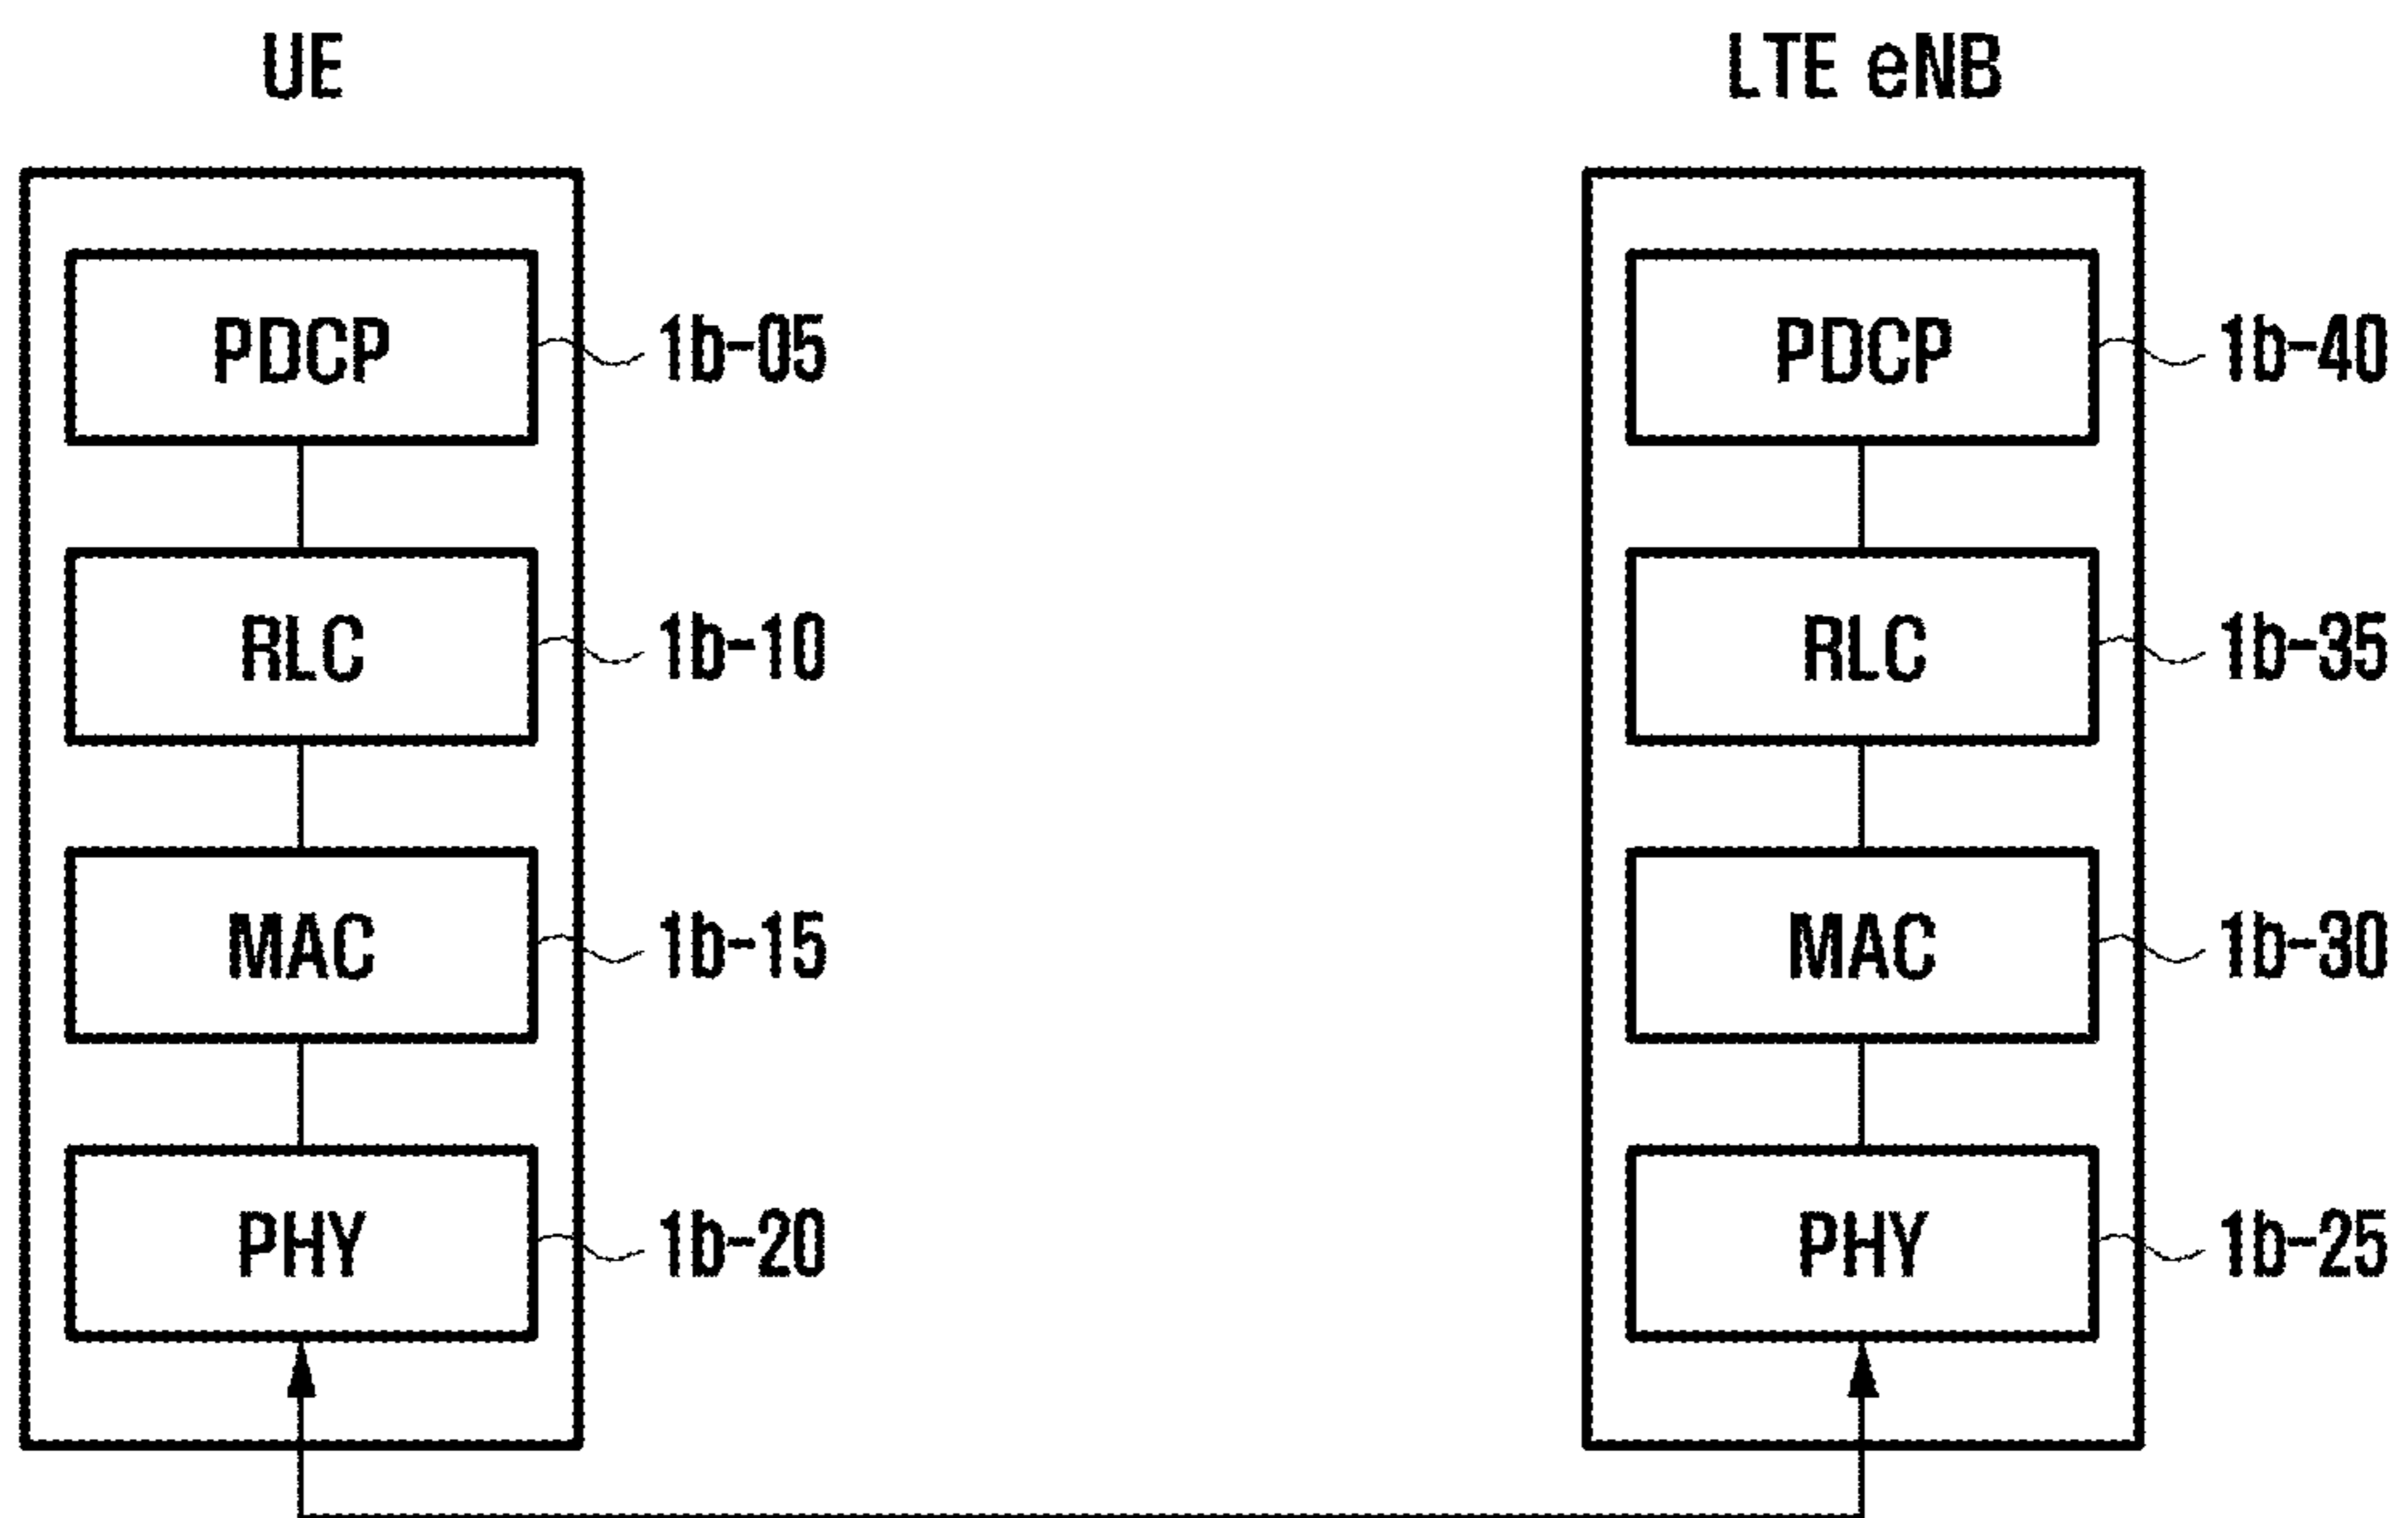 UE LTE eNB
PDCP 1b-05 PDCP 1b-40
RLC 1b-10 RLC 1b-35
MAC 1b-15 MAC 1b-30
PHY 1b-20 PHY 1b-25